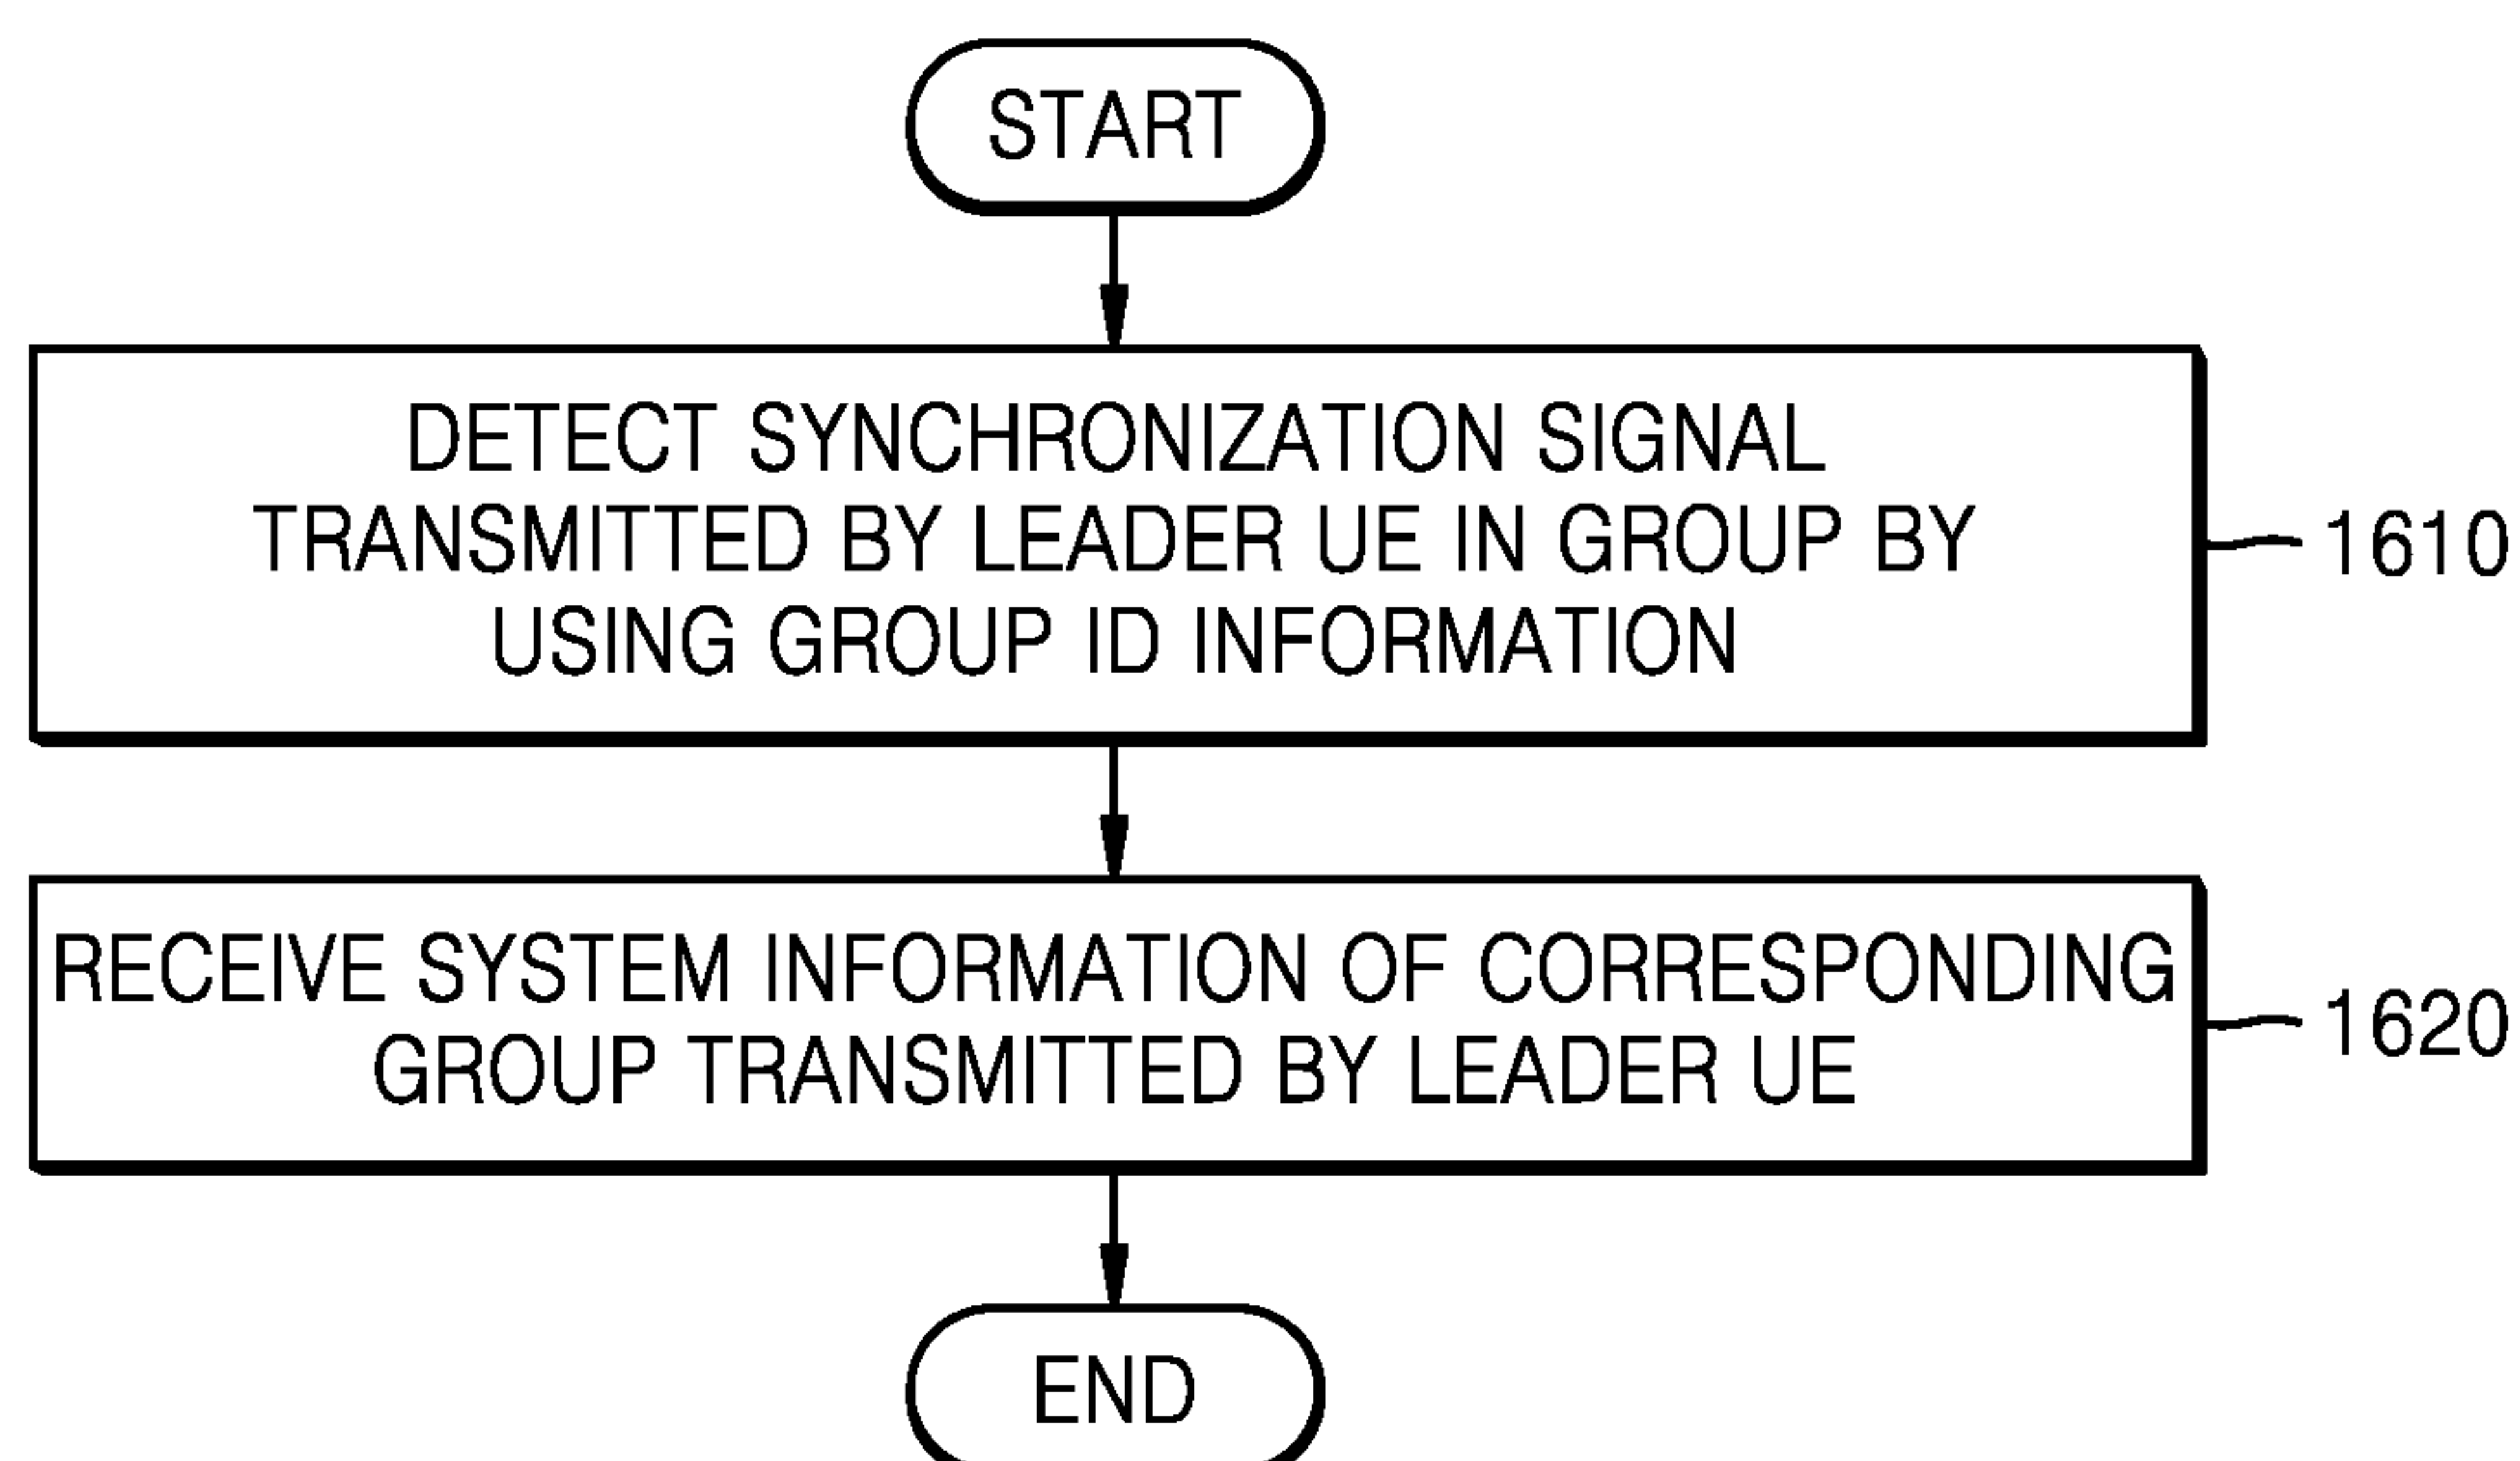 START
DETECT SYNCHRONIZATION SIGNAL
TRANSMITTED BY LEADER UE IN GROUP BY
USING GROUP ID INFORMATION
1610
RECEIVE SYSTEM INFORMATION OF CORRESPONDING
GROUP TRANSMITTED BY LEADER UE
1620
END